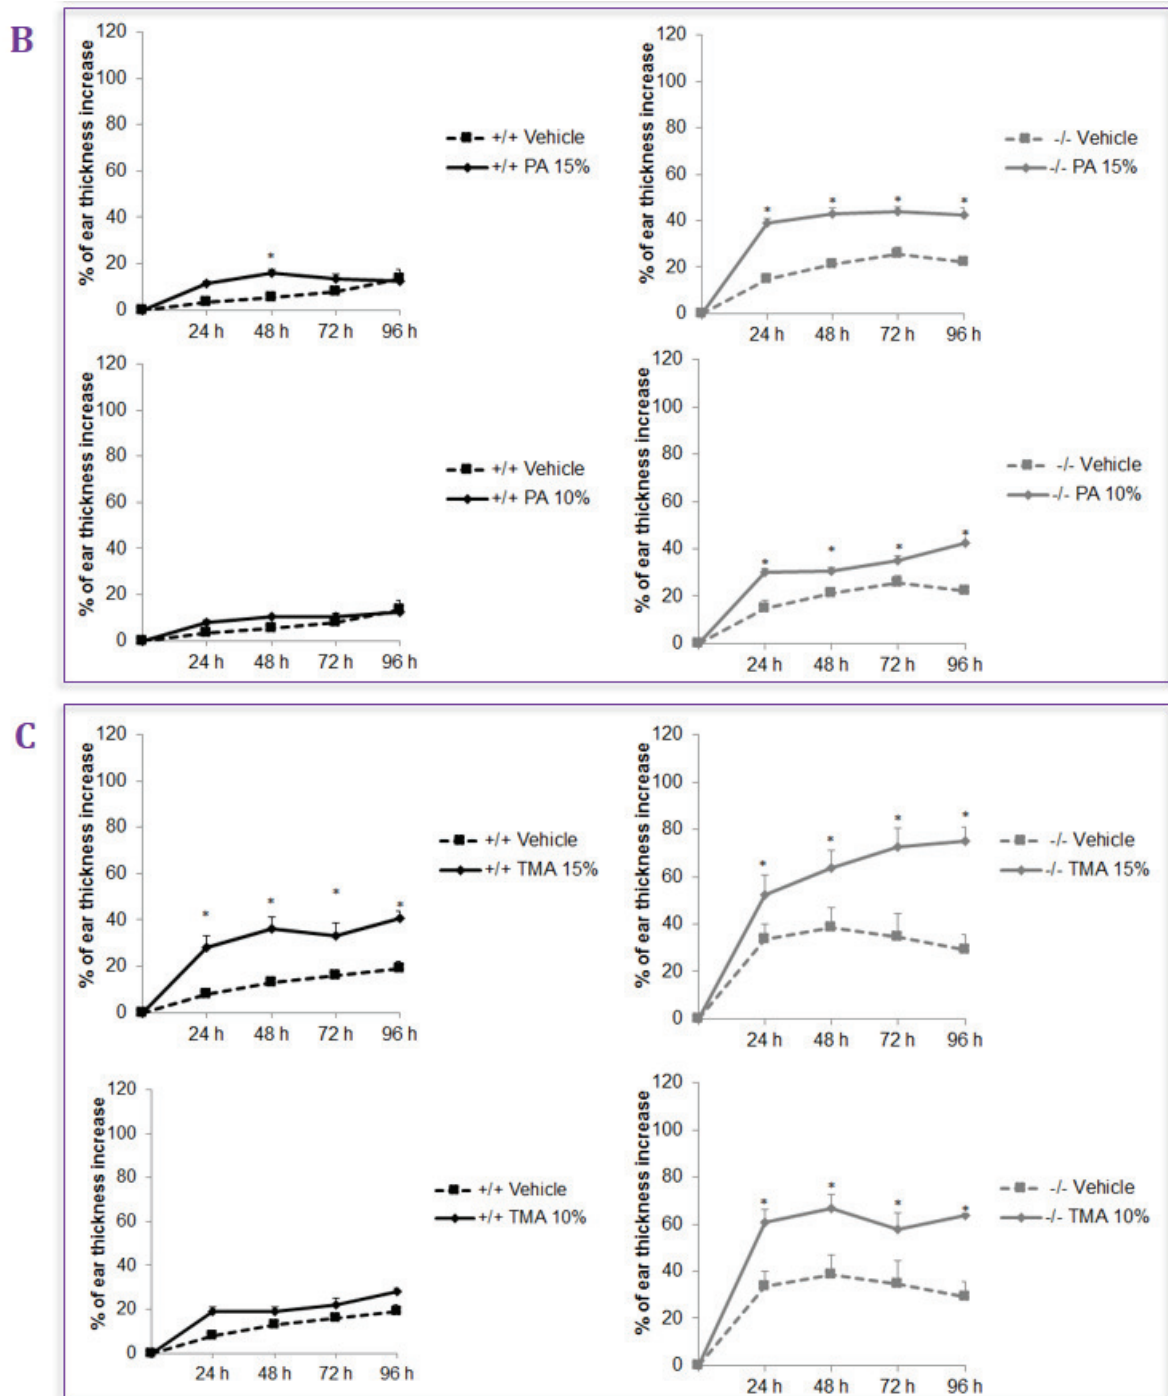 B
% of ear thickness increase
120
100
80
60
40
20
0
24 h 48 h 72 h 96 h
*
+/+ Vehicle
+/+ PA 15%
% of ear thickness increase
120
100
80
60
40
20
0
24 h 48 h 72 h 96 h
* * * *
-/- Vehicle
-/- PA 15%
% of ear thickness increase
120
100
80
60
40
20
0
24 h 48 h 72 h 96 h
+/+ Vehicle
+/+ PA 10%
% of ear thickness increase
120
100
80
60
40
20
0
24 h 48 h 72 h 96 h
* * * *
-/- Vehicle
-/- PA 10%
C
% of ear thickness increase
120
100
80
60
40
20
0
24 h 48 h 72 h 96 h
* * * *
+/+ Vehicle
+/+ TMA 15%
% of ear thickness increase
120
100
80
60
40
20
0
24 h 48 h 72 h 96 h
* * * *
-/- Vehicle
-/- TMA 15%
% of ear thickness increase
120
100
80
60
40
20
0
24 h 48 h 72 h 96 h
+/+ Vehicle
+/+ TMA 10%
% of ear thickness increase
120
100
80
60
40
20
0
24 h 48 h 72 h 96 h
* * * *
-/- Vehicle
-/- TMA 10%